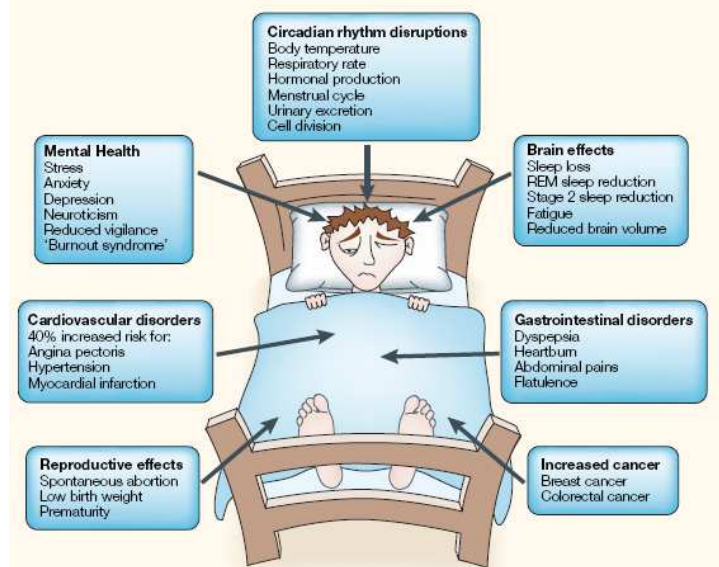 Circadian rhythm disruptions
Body temperature
Respiratory rate
Hormonal production
Menstrual cycle
Urinary excretion
Cell division
Mental Health
Stress
Anxiety
Depression
Neuroticism
Reduced vigilance
‘Burnout syndrome’
Brain effects
Sleep loss
REM sleep reduction
Stage 2 sleep reduction
Fatigue
Reduced brain volume
Cardiovascular disorders
40% increased risk for:
Angina pectoris
Hypertension
Myocardial infarction
Gastrointestinal disorders
Dyspepsia
Heartburn
Abdominal pains
Flatulence
Reproductive effects
Spontaneous abortion
Low birth weight
Prematurity
Increased cancer
Breast cancer
Colorectal cancer